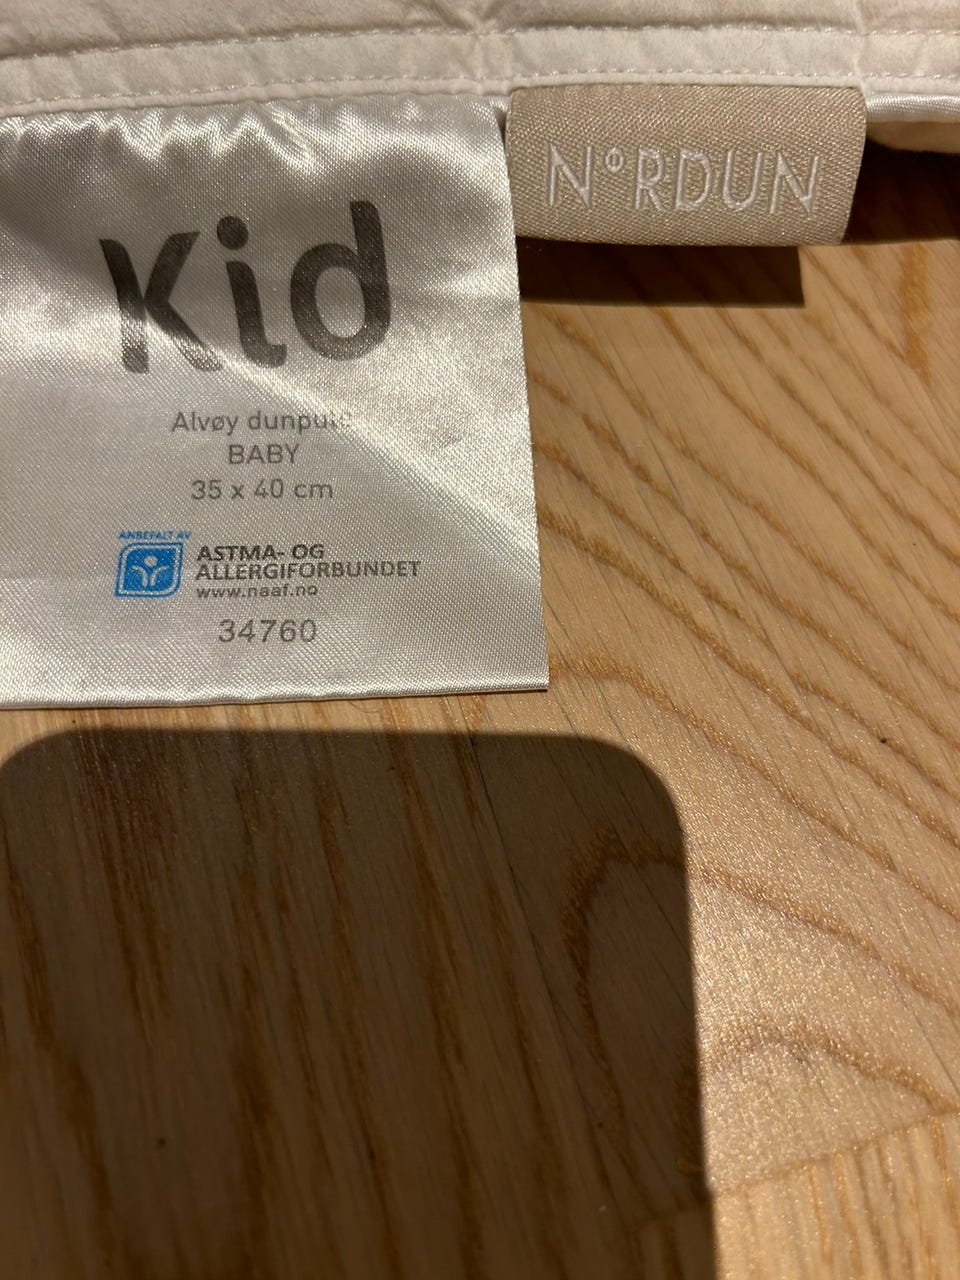 Kid
Alvøy dunpute
BABY
35 x 40 cm
ANBEFALT AV
ASTMA- OG
ALLERGIFORBUNDET
www.naaf.no
34760
N°RDUN